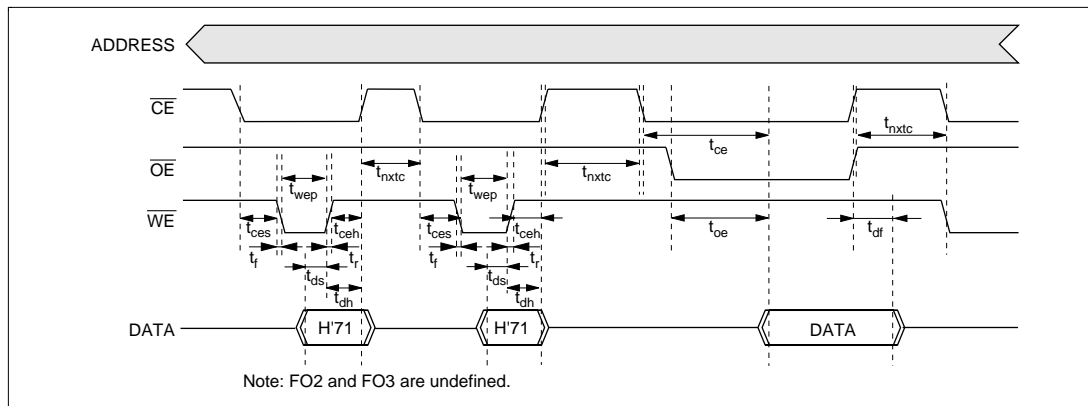 ADDRESS
CE
tce
tnxtc
OE
twep
tnxtc
twep
tnxtc
WE
tces
tceh
tces
tceh
toe
tdf
tf
tr
tf
tr
tds
tds
tdh
tdh
DATA
H'71
H'71
DATA
Note: FO2 and FO3 are undefined.